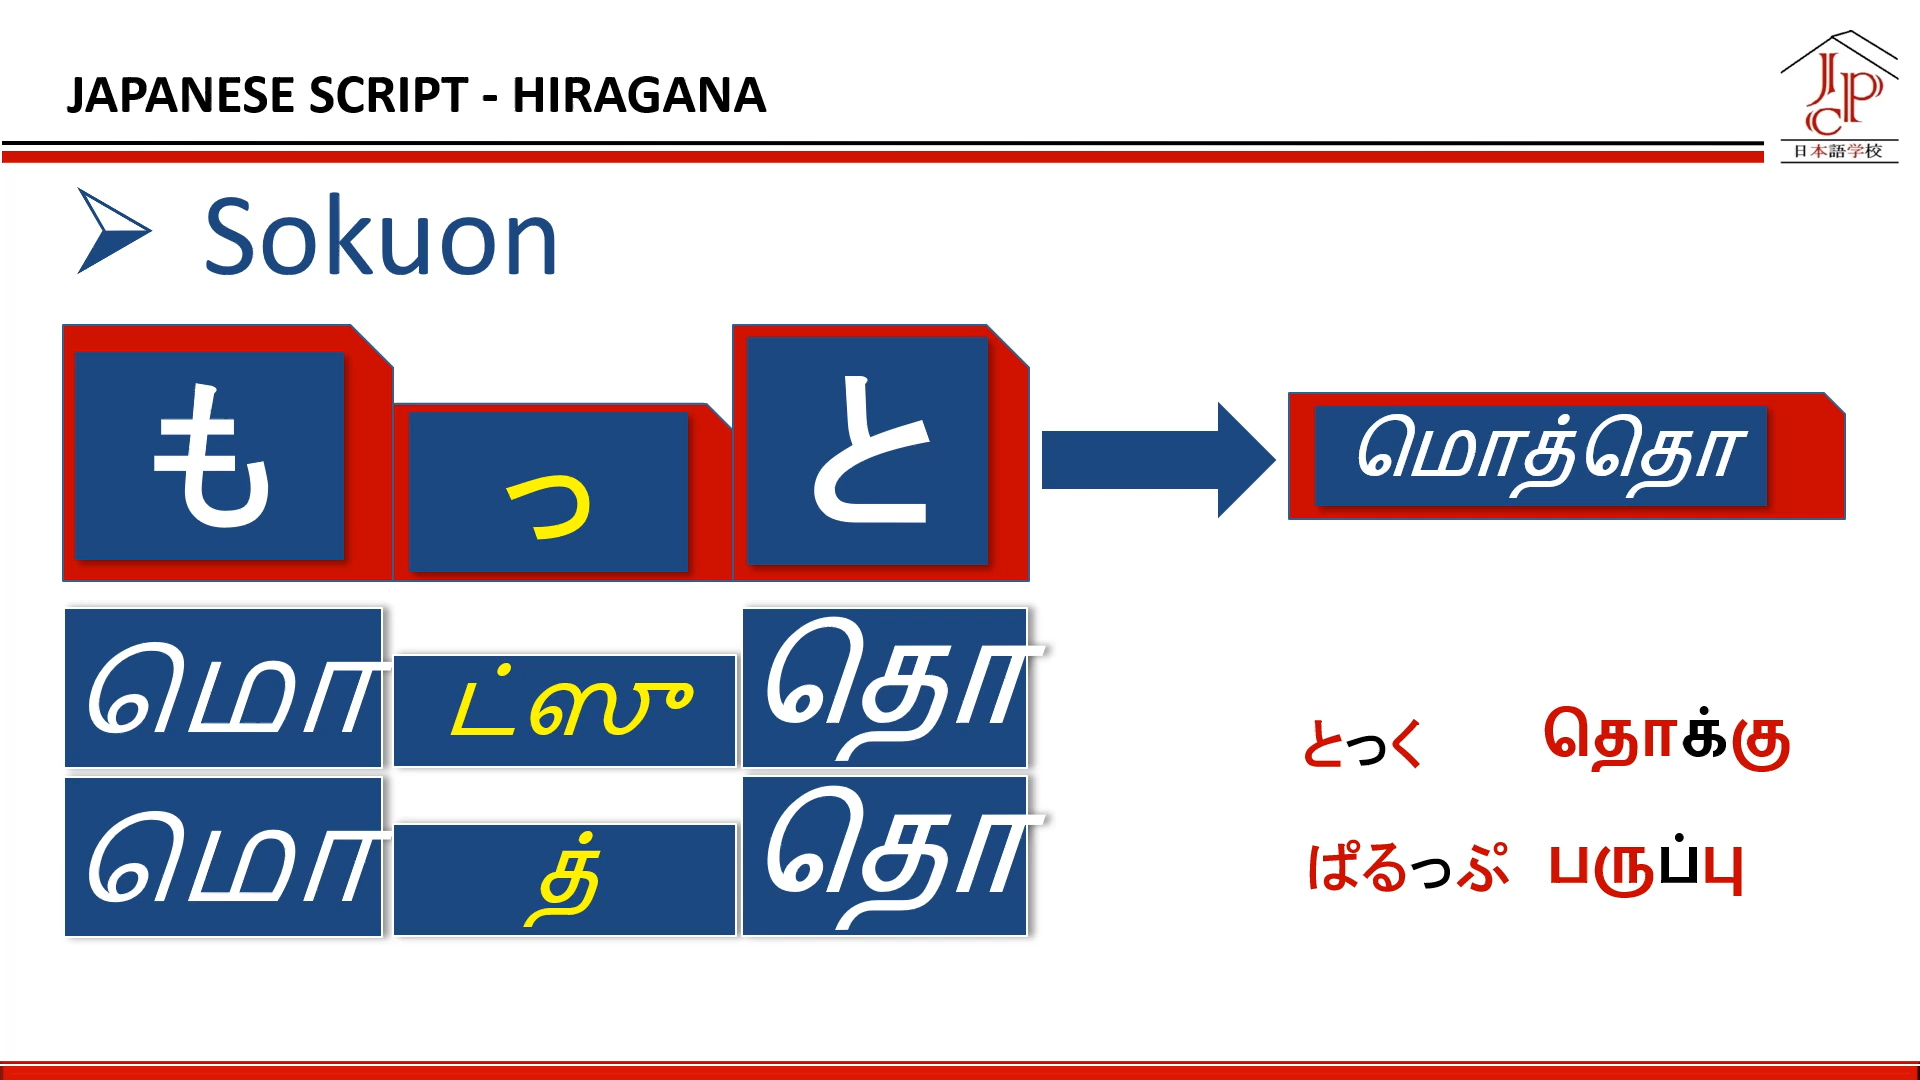 JAPANESE SCRIPT - HIRAGANA
JCP
日本語学校
Sokuon
も っ と மொத்தொ
மொ ட்ஸு தொ
மொ த் தொ
とっく தொக்கு
ぱるっぷ பருப்பு